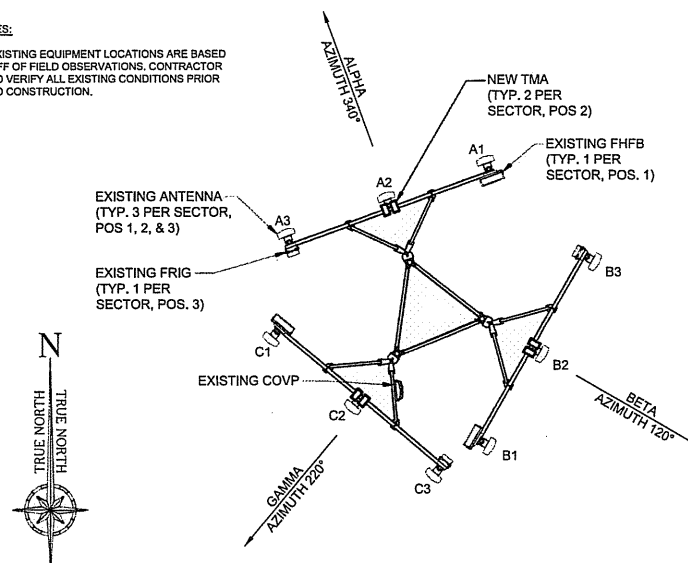 ES:
XISTING EQUIPMENT LOCATIONS ARE BASED
FF OF FIELD OBSERVATIONS. CONTRACTOR
O VERIFY ALL EXISTING CONDITIONS PRIOR
O CONSTRUCTION.
ALPHA
AZIMUTH 340°
NEW TMA
(TYP. 2 PER
SECTOR, POS 2)
A1
EXISTING FHFB
(TYP. 1 PER
SECTOR, POS. 1)
A2
EXISTING ANTENNA
(TYP. 3 PER SECTOR,
POS 1, 2, & 3)
A3
EXISTING FRIG
(TYP. 1 PER
SECTOR, POS. 3)
B3
C1
N
B2
EXISTING COVP
BETA
AZIMUTH 120°
TRUE NORTH
TRUE NORTH
C2
B1
GAMMA
AZIMUTH 220°
C3